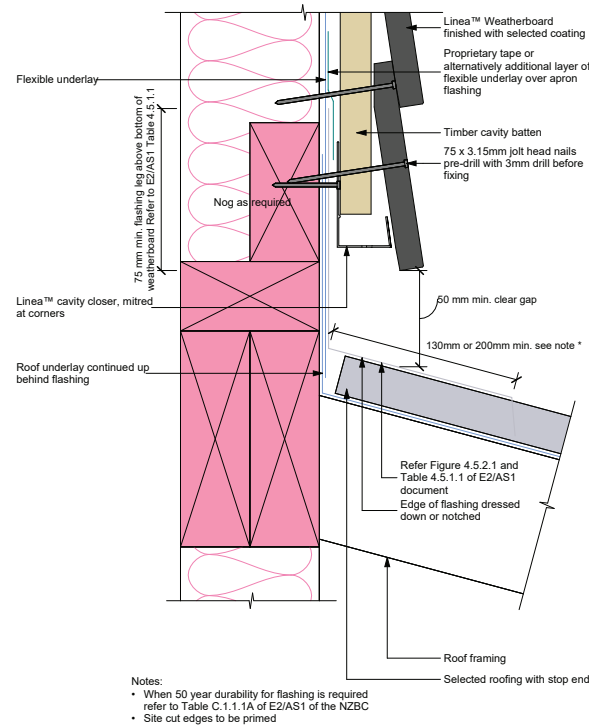 Linea™ Weatherboard
finished with selected coating
Proprietary tape or
alternatively additional layer of
flexible underlay over apron
flashing
Flexible underlay
75 mm min. flashing leg above bottom of
weatherboard Refer to E2/AS1 Table 4.5.1.1
Timber cavity batten
75 x 3.15mm jolt head nails
pre-drill with 3mm drill before
fixing
Nog as required
Linea™ cavity closer, mitred
at corners
50 mm min. clear gap
130mm or 200mm min. see note *
Roof underlay continued up
behind flashing
Refer Figure 4.5.2.1 and
Table 4.5.1.1 of E2/AS1
document
Edge of flashing dressed
down or notched
Roof framing
Selected roofing with stop end
Notes:
• When 50 year durability for flashing is required
refer to Table C.1.1.1A of E2/AS1 of the NZBC
• Site cut edges to be primed